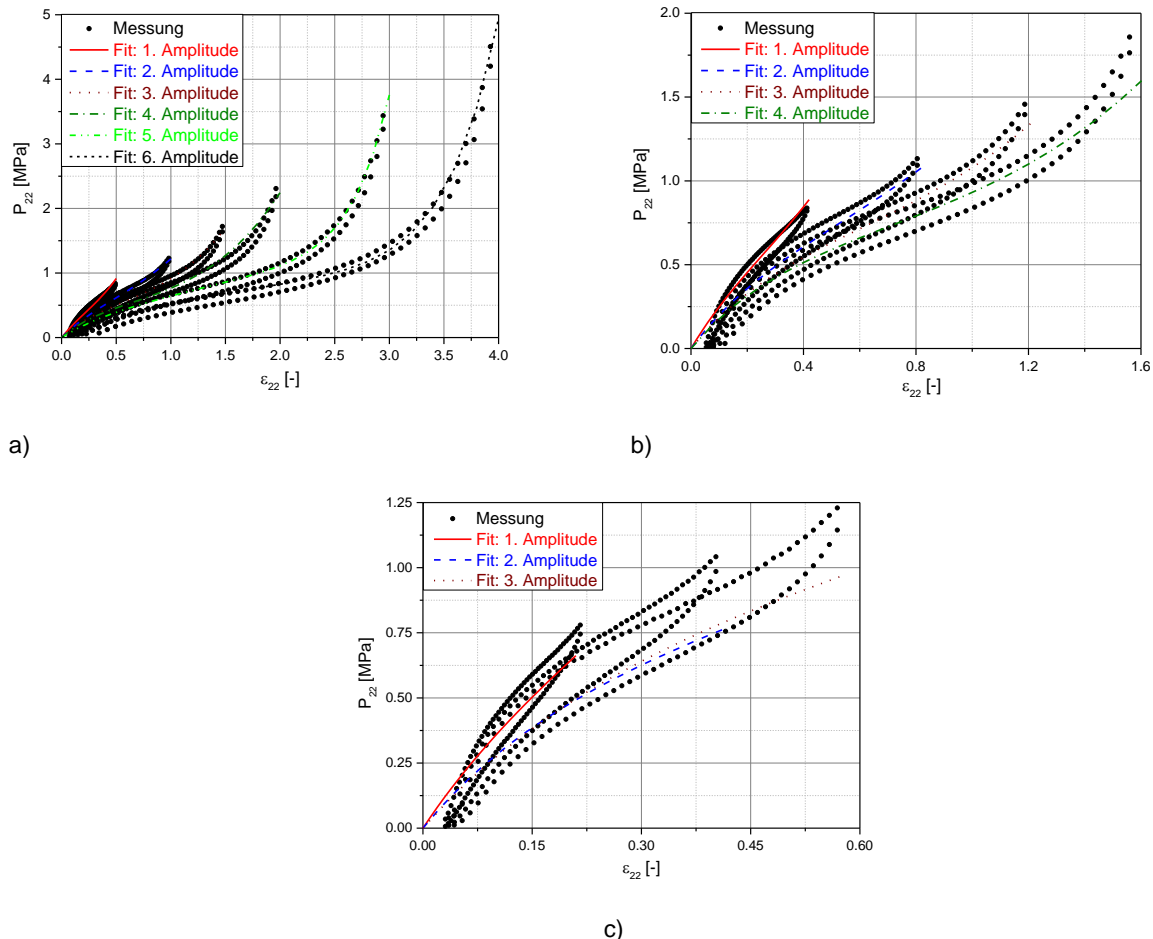 Messung
Fit: 1. Amplitude
Fit: 2. Amplitude
Fit: 3. Amplitude
Fit: 4. Amplitude
Fit: 5. Amplitude
Fit: 6. Amplitude
5
4
3
2
1
0
P22 [MPa]
0.0 0.5 1.0 1.5 2.0 2.5 3.0 3.5 4.0
ε22 [-]
a)
Messung
Fit: 1. Amplitude
Fit: 2. Amplitude
Fit: 3. Amplitude
Fit: 4. Amplitude
2.0
1.5
1.0
0.5
0.0
P22 [MPa]
0.0 0.4 0.8 1.2 1.6
ε22 [-]
b)
Messung
Fit: 1. Amplitude
Fit: 2. Amplitude
Fit: 3. Amplitude
1.25
1.00
0.75
0.50
0.25
0.00
P22 [MPa]
0.00 0.15 0.30 0.45 0.60
ε22 [-]
c)